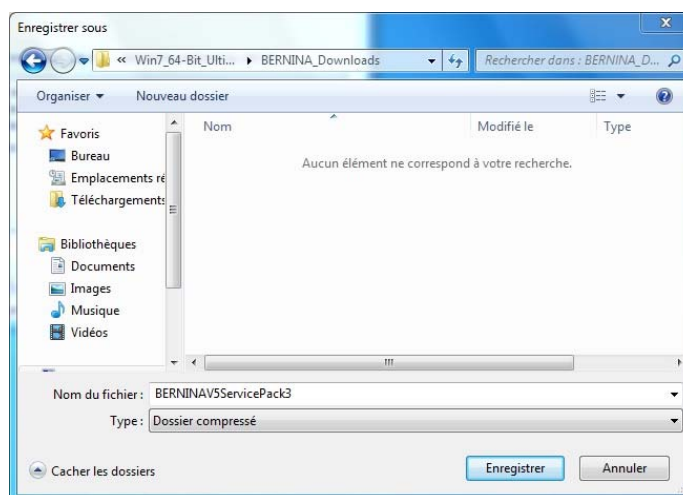 Enregistrer sous
« Win7_64-Bit_Ulti... ▸ BERNINA_Downloads
Rechercher dans : BERNINA_D...
Organiser Nouveau dossier
Nom Modifié le Type
Aucun élément ne correspond à votre recherche.
Favoris
Bureau
Emplacements ré
Téléchargements
Bibliothèques
Documents
Images
Musique
Vidéos
Nom du fichier : BERNINAV5ServicePack3
Type : Dossier compressé
Cacher les dossiers
Enregistrer Annuler